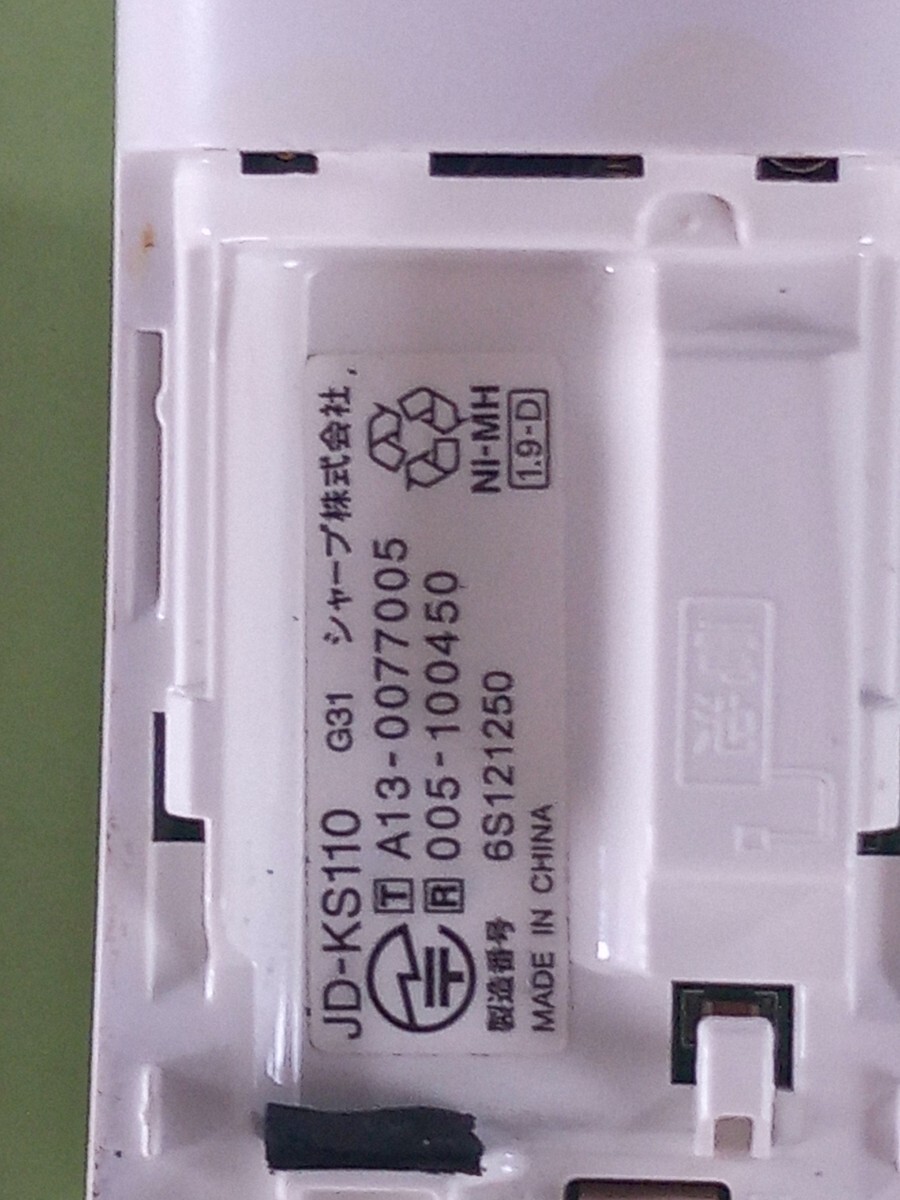 JD-KS110 G31 シャープ株式会社
T A13-0077005
R 005-100450
製造番号 6S121250
MADE IN CHINA
Ni-MH
1.9-D